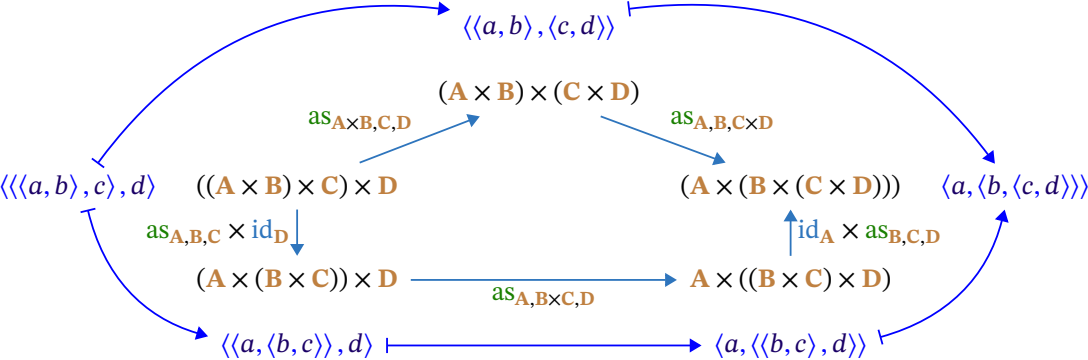 ⟨⟨a, b⟩, ⟨c, d⟩⟩
(A × B) × (C × D)
as_{A×B,C,D} as_{A,B,C×D}
⟨⟨⟨a, b⟩, c⟩, d⟩ ((A × B) × C) × D (A × (B × (C × D))) ⟨a, ⟨b, ⟨c, d⟩⟩⟩
as_{A,B,C} × id_D id_A × as_{B,C,D}
(A × (B × C)) × D A × ((B × C) × D)
as_{A,B×C,D}
⟨⟨a, ⟨b, c⟩⟩, d⟩ ⟨a, ⟨⟨b, c⟩, d⟩⟩